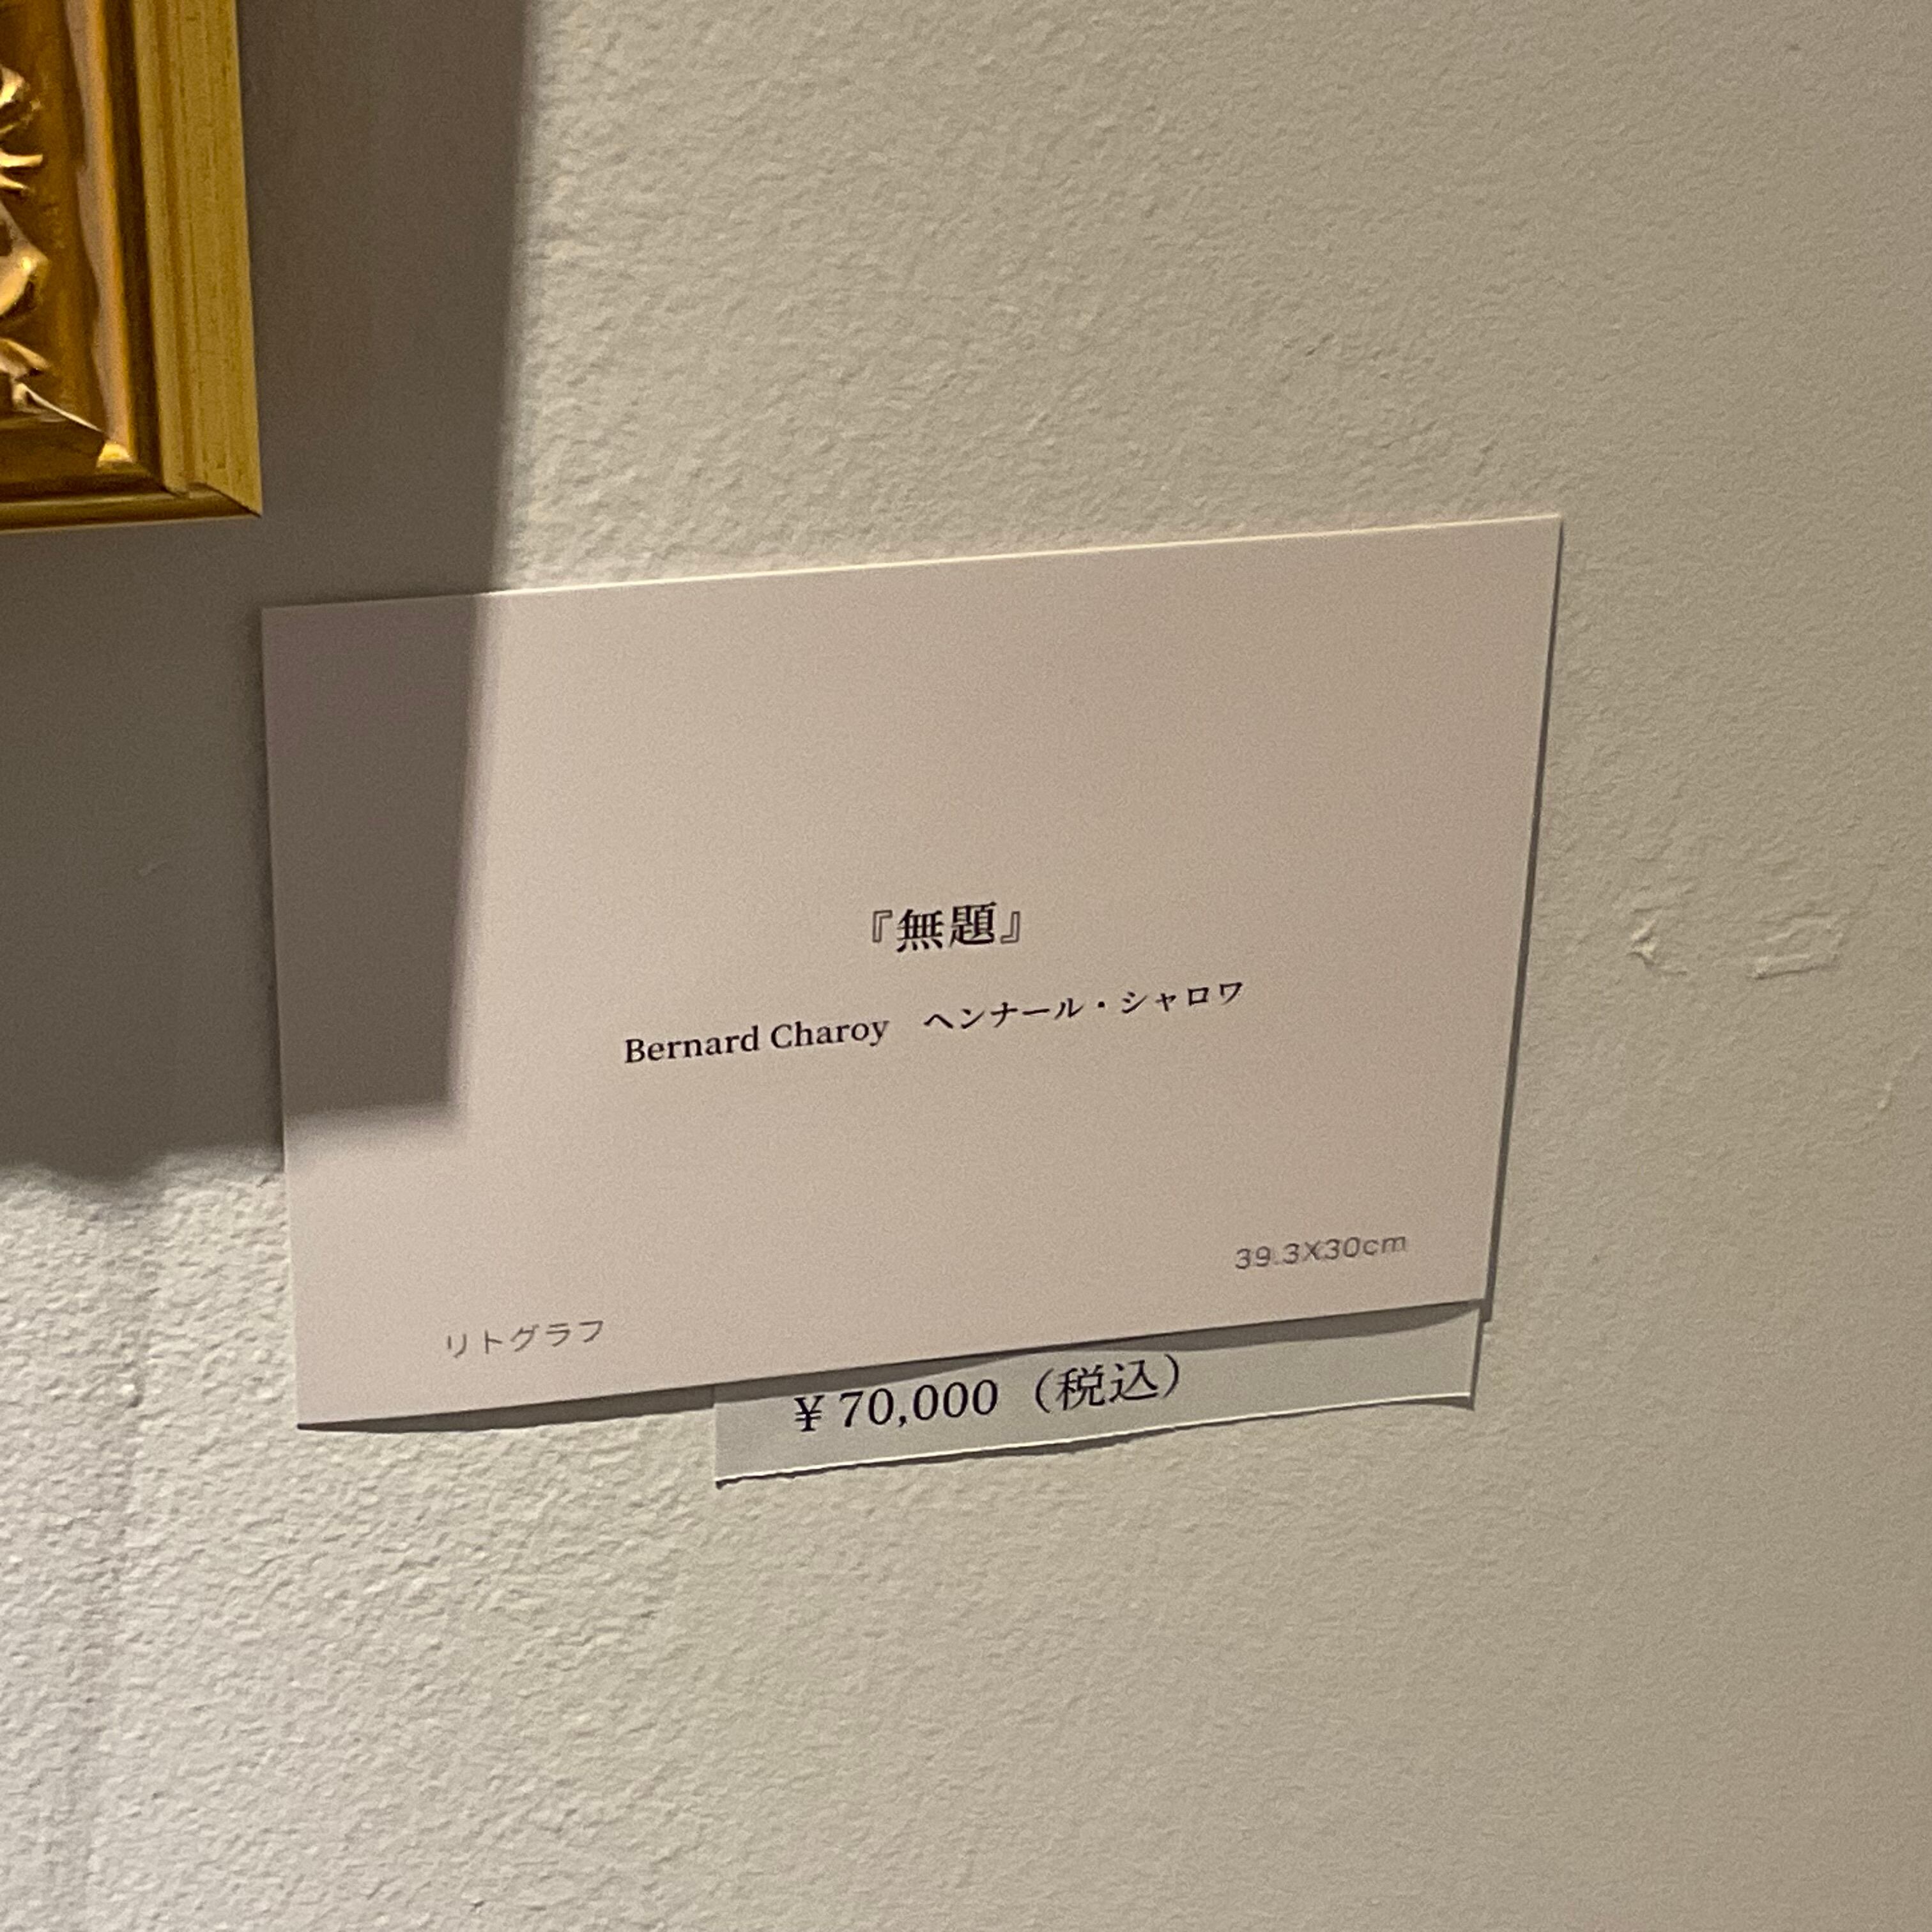 『無題』
Bernard Charoy　ヘンナール・シャロワ
39.3X30cm
リトグラフ
¥70,000（税込）